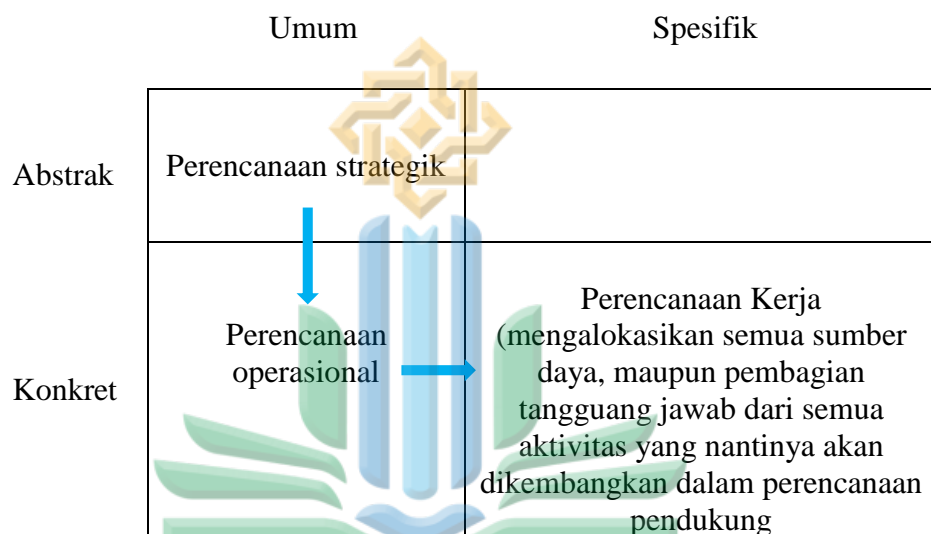 Umum
Spesifik
Abstrak
Perencanaan strategik
Konkret
Perencanaan
operasional
Perencanaan Kerja
(mengalokasikan semua sumber
daya, maupun pembagian
tangguang jawab dari semua
aktivitas yang nantinya akan
dikembangkan dalam perencanaan
pendukung